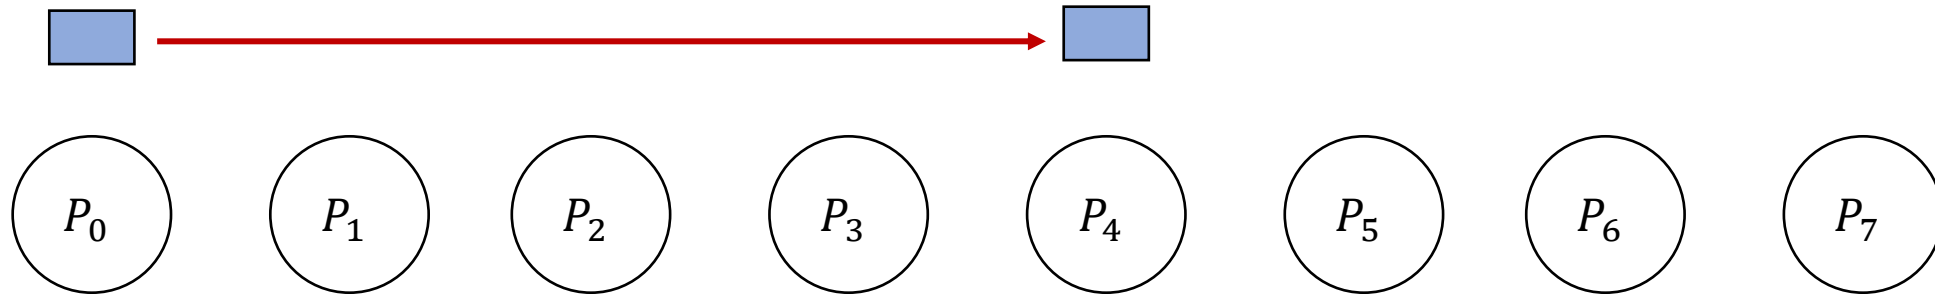 P₀ P₁ P₂ P₃ P₄ P₅ P₆ P₇